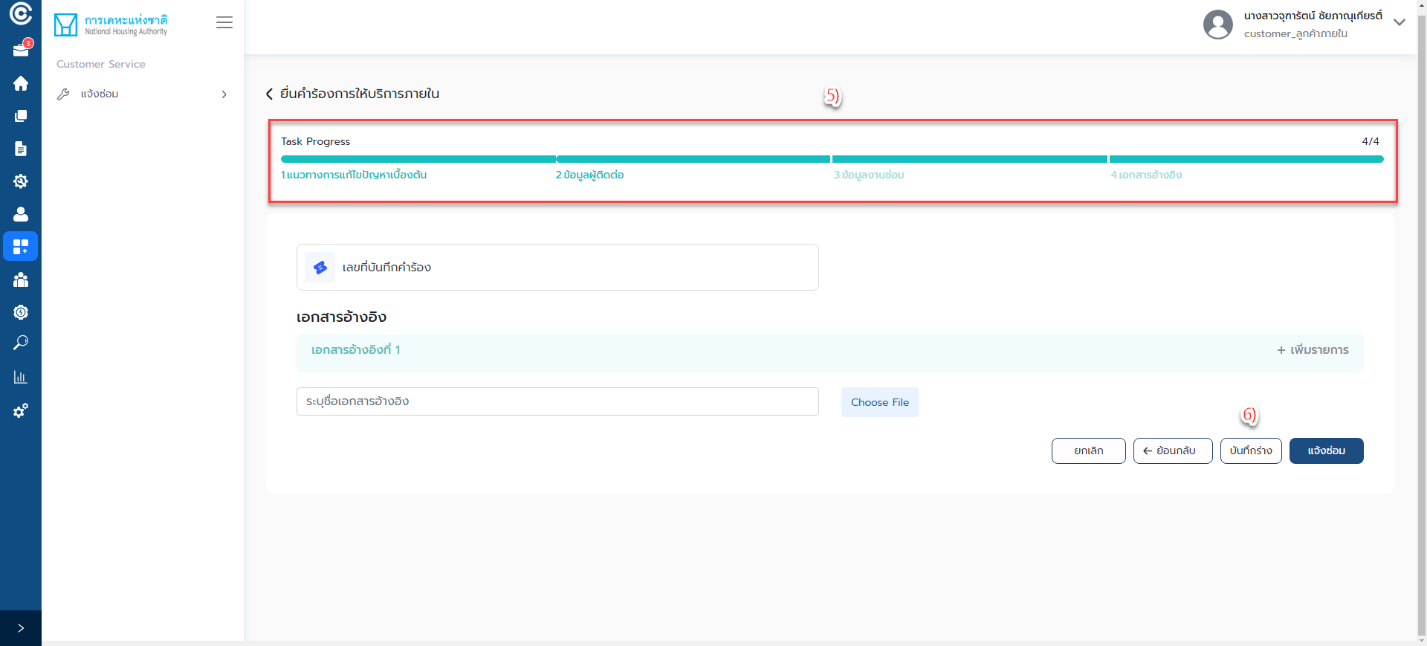 3
การเคหะแห่งชาติ
National Housing Authority
Customer Service
แจ้งซ่อม
นางสาวจุฑารัตน์ ชัยภาณุเกียรติ์
customer_ลูกค้าภายใน
ยื่นคำร้องการให้บริการภายใน
5)
Task Progress 4/4
1.แนวทางการแก้ไขปัญหาเบื้องต้น 2.ข้อมูลผู้ติดต่อ 3.ข้อมูลงานซ่อม 4.เอกสารอ้างอิง
เลขที่บันทึกคำร้อง
เอกสารอ้างอิง
เอกสารอ้างอิงที่ 1 + เพิ่มรายการ
ระบุชื่อเอกสารอ้างอิง Choose File
6)
ยกเลิก ← ย้อนกลับ บันทึกร่าง แจ้งซ่อม